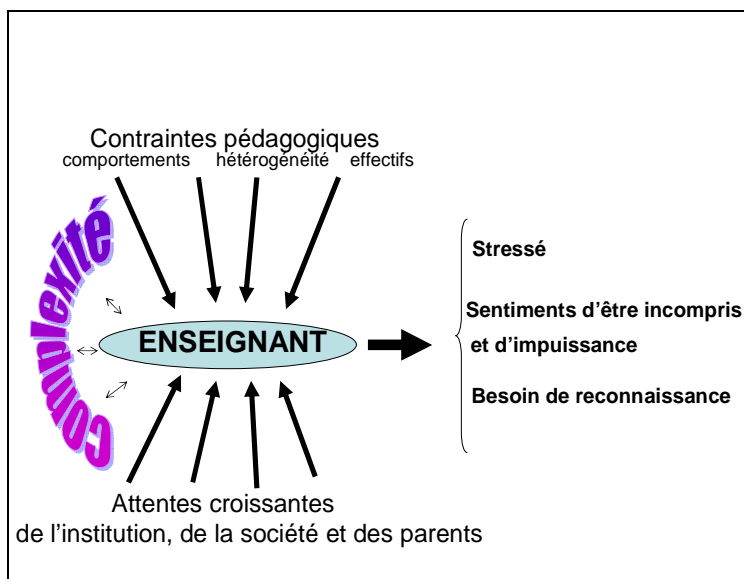 Contraintes pédagogiques
comportements hétérogénéité effectifs
Complexité
ENSEIGNANT
Stressé
Sentiments d'être incompris
et d'impuissance
Besoin de reconnaissance
Attentes croissantes
de l'institution, de la société et des parents